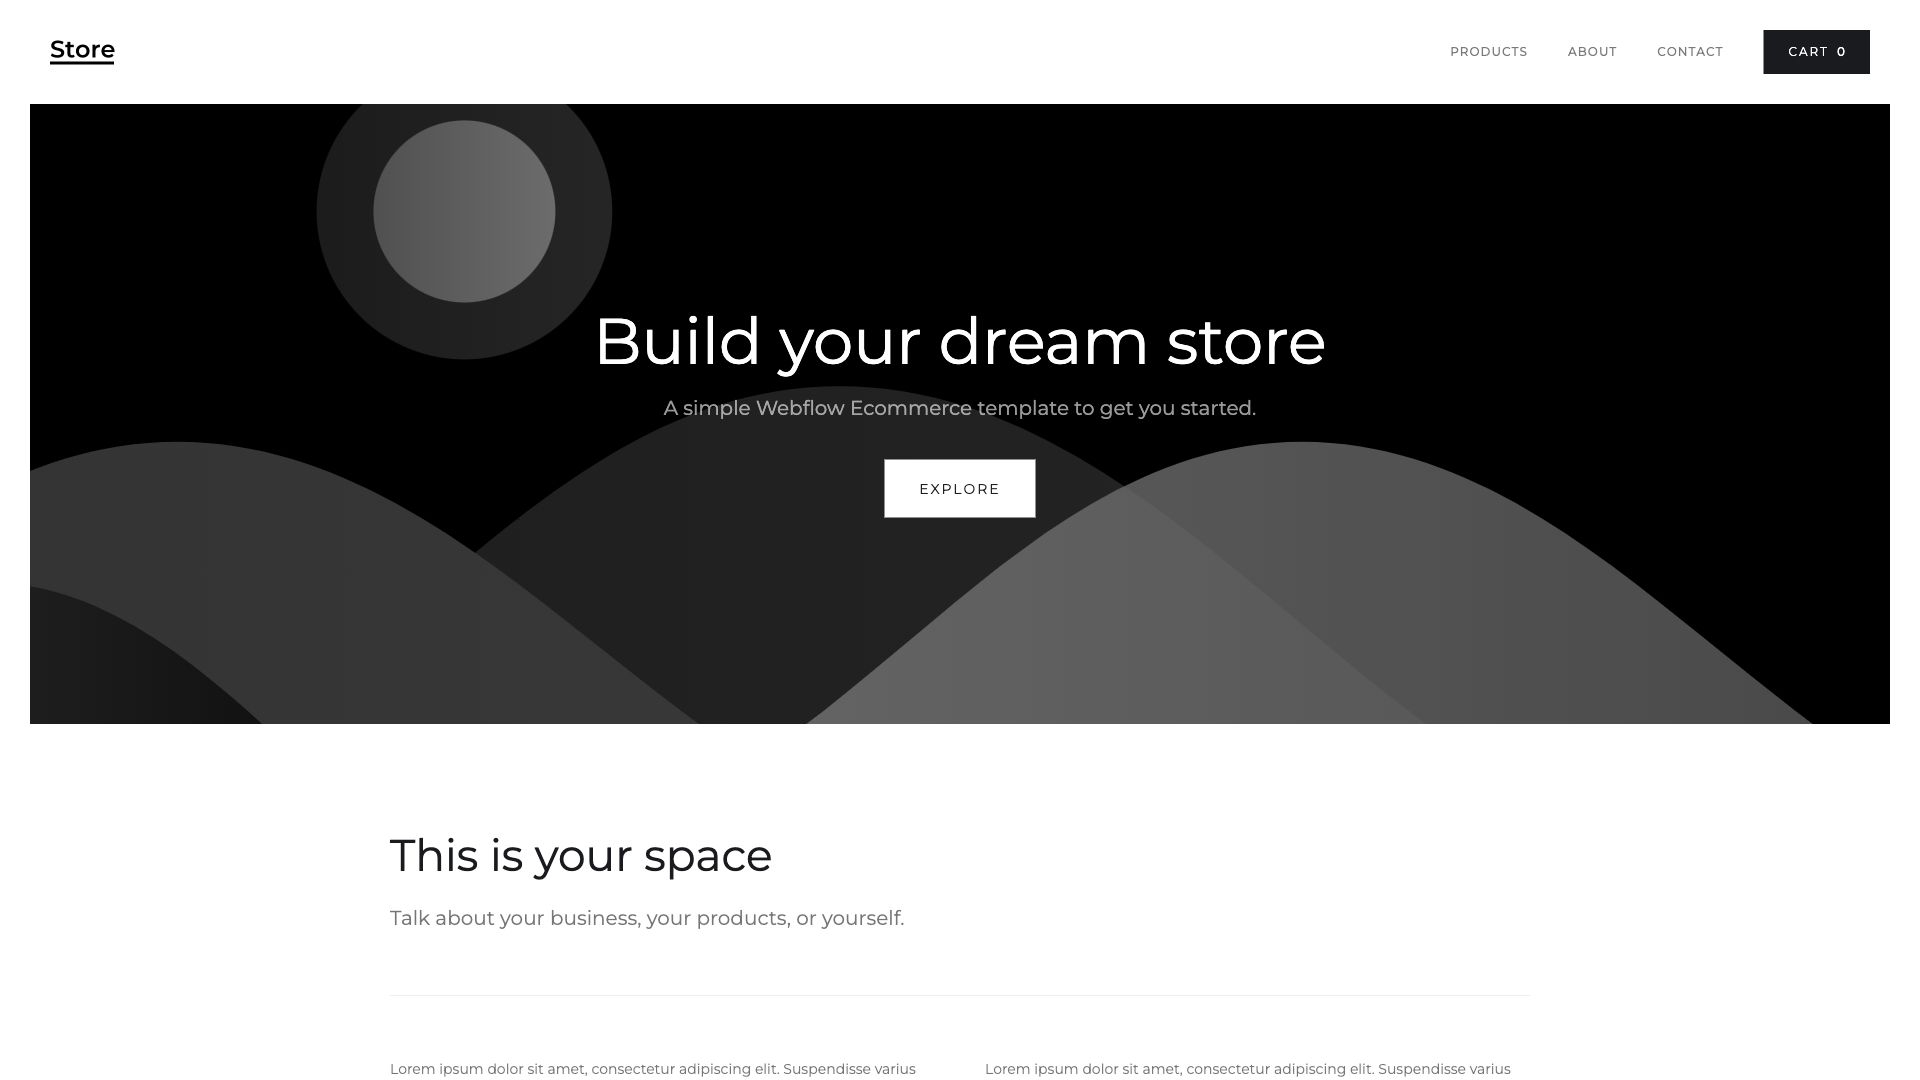 Store
PRODUCTS
ABOUT
CONTACT
CART 0
Build your dream store
A simple Webflow Ecommerce template to get you started.
EXPLORE
This is your space
Talk about your business, your products, or yourself.
Lorem ipsum dolor sit amet, consectetur adipiscing elit. Suspendisse varius
Lorem ipsum dolor sit amet, consectetur adipiscing elit. Suspendisse varius